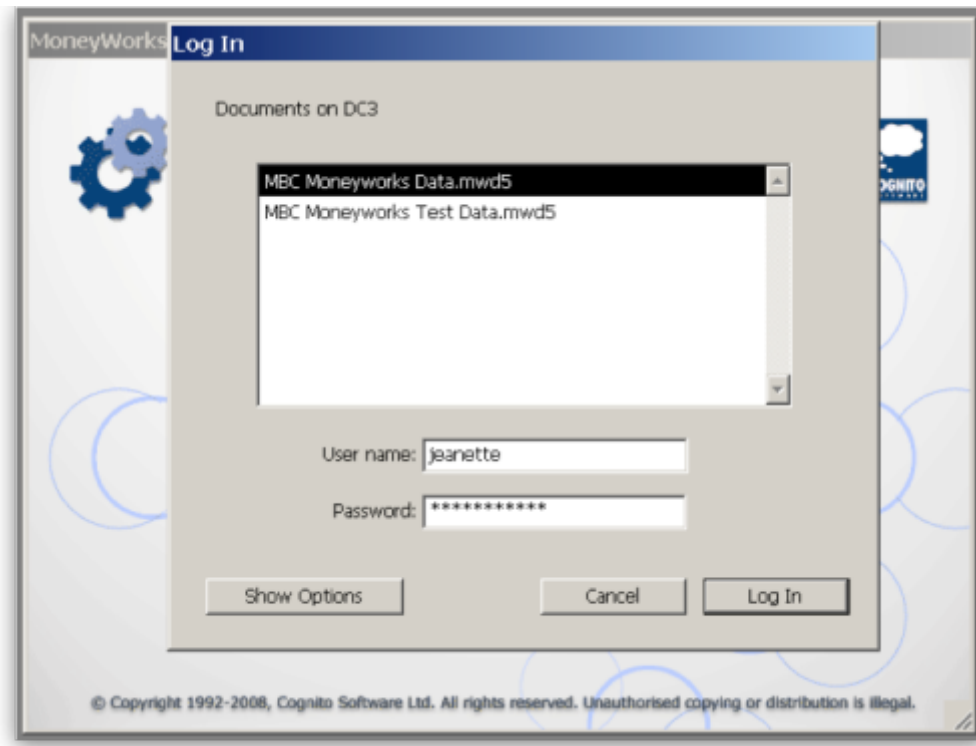 MoneyWorks
Log In
Documents on DC3
MBC Moneyworks Data.mwd5
MBC Moneyworks Test Data.mwd5
User name: jeanette
Password: ***********
Show Options Cancel Log In
© Copyright 1992-2008, Cognito Software Ltd. All rights reserved. Unauthorised copying or distribution is illegal.